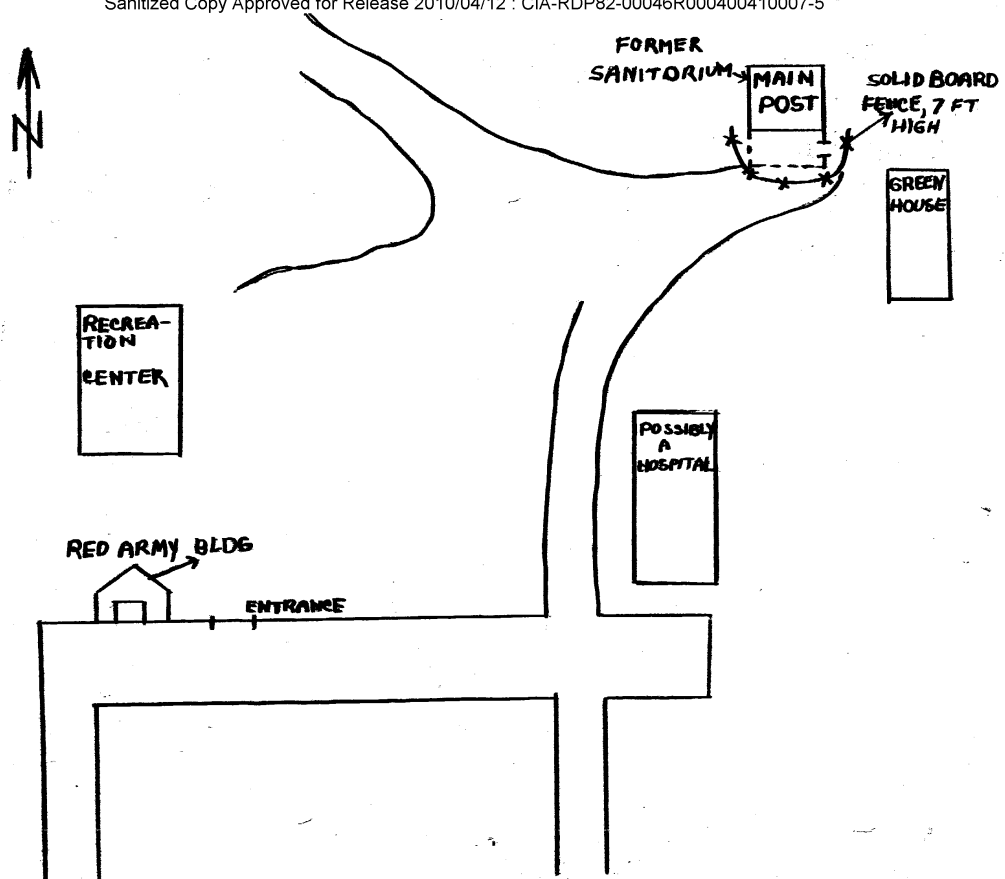 Sanitized Copy Approved for Release 2010/04/12 : CIA-RDP82-00046R000400410007-5
N
FORMER
SANITORIUM
MAIN
POST
SOLID BOARD
FENCE, 7 FT
HIGH
GREEN
HOUSE
RECREA-
TION
CENTER
POSSIBLY
A
HOSPITAL
RED ARMY BLDG
ENTRANCE